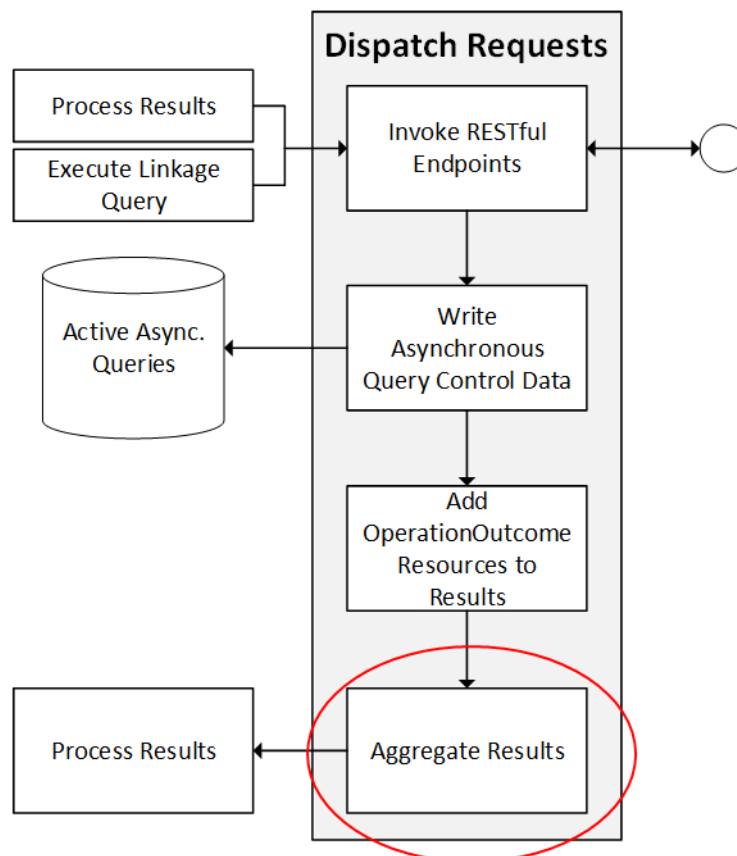 Dispatch Requests
Process Results
Execute Linkage
Query
Invoke RESTful
Endpoints
Active Async.
Queries
Write
Asynchronous
Query Control Data
Add
OperationOutcome
Resources to
Results
Process Results
Aggregate Results